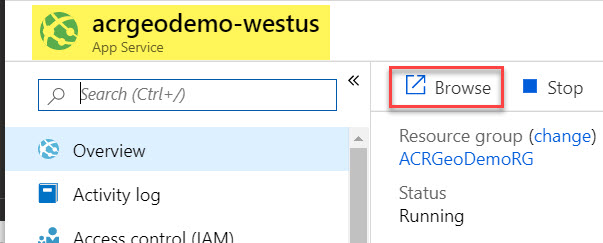 acrgeodemo-westus
App Service
Search (Ctrl+/)
Overview
Activity log
Access control (IAM)
Browse
Stop
Resource group (change)
ACRGeoDemoRG
Status
Running